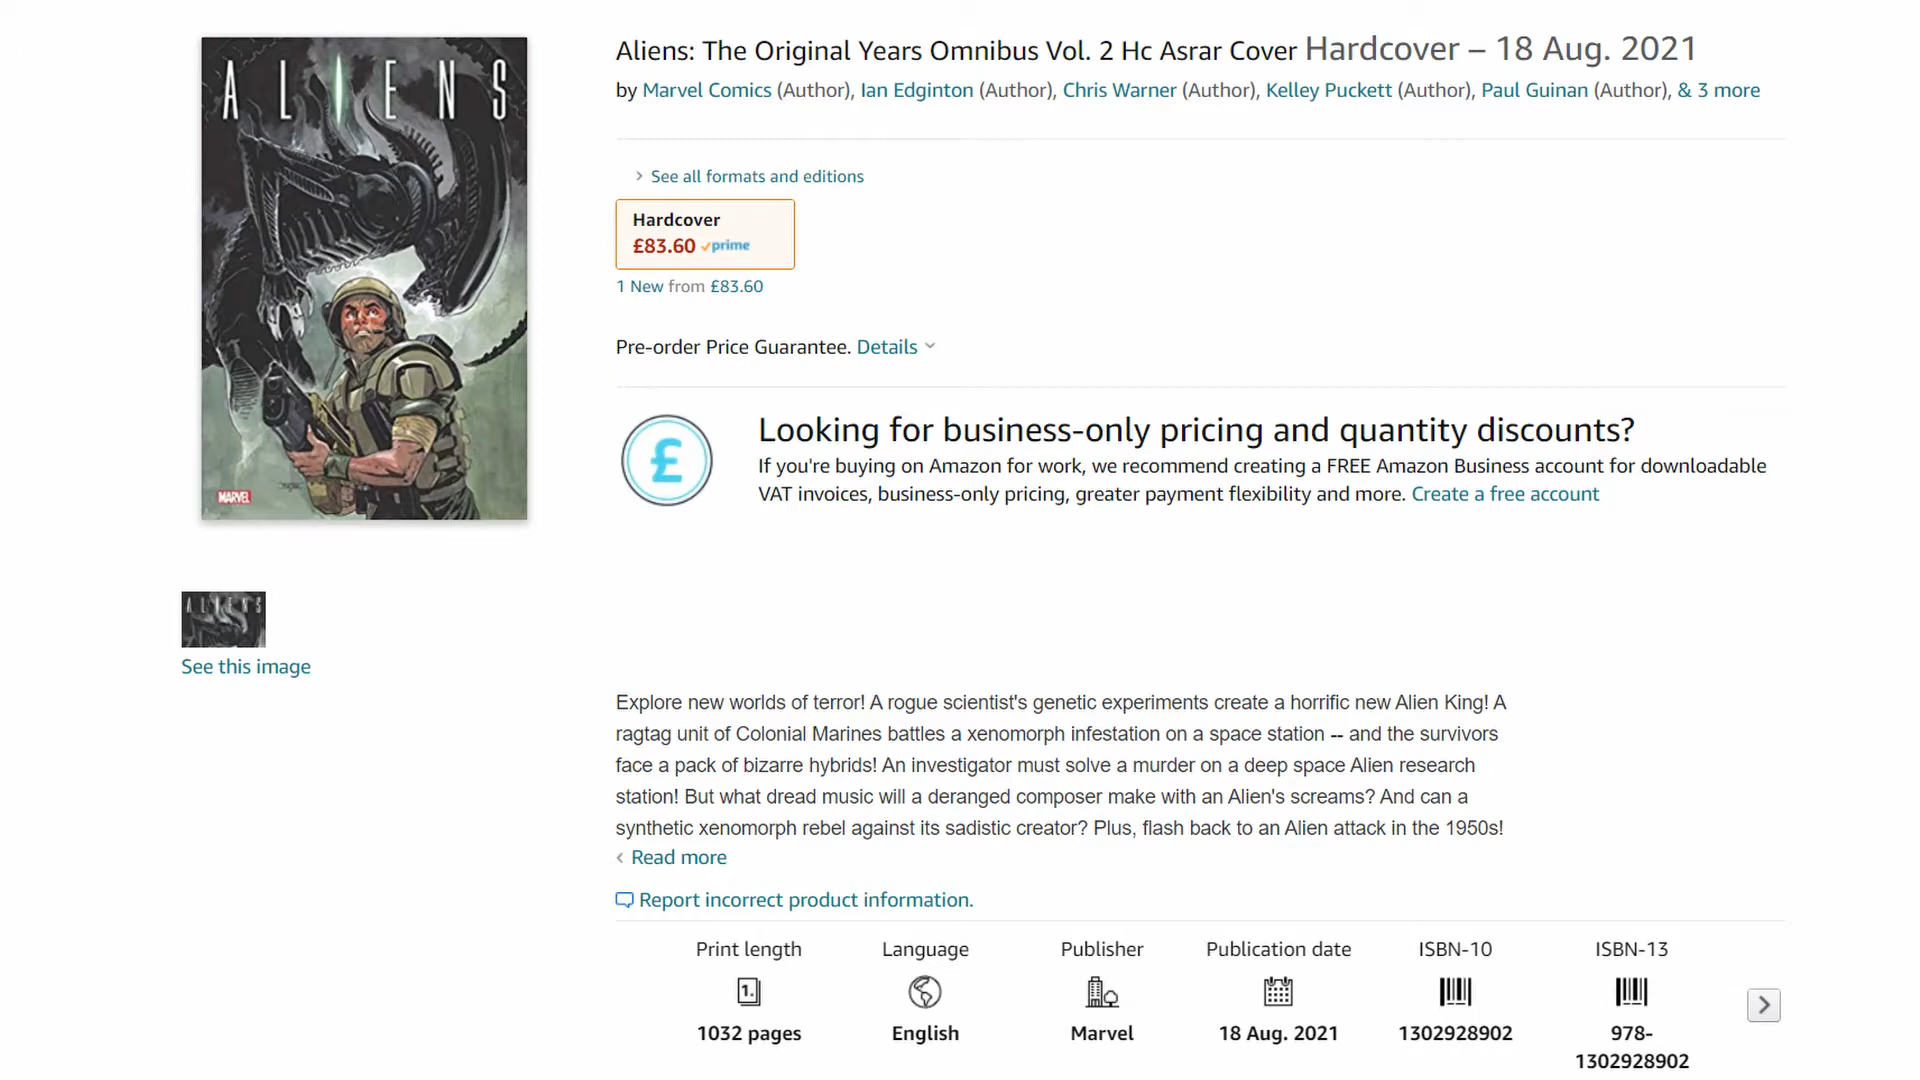 ALIENS
MARVEL
ALIENS
See this image
Aliens: The Original Years Omnibus Vol. 2 Hc Asrar Cover Hardcover – 18 Aug. 2021
by Marvel Comics (Author), Ian Edginton (Author), Chris Warner (Author), Kelley Puckett (Author), Paul Guinan (Author), & 3 more
See all formats and editions
Hardcover
£83.60 prime
1 New from £83.60
Pre-order Price Guarantee. Details
£
Looking for business-only pricing and quantity discounts?
If you're buying on Amazon for work, we recommend creating a FREE Amazon Business account for downloadable
VAT invoices, business-only pricing, greater payment flexibility and more. Create a free account
Explore new worlds of terror! A rogue scientist's genetic experiments create a horrific new Alien King! A
ragtag unit of Colonial Marines battles a xenomorph infestation on a space station -- and the survivors
face a pack of bizarre hybrids! An investigator must solve a murder on a deep space Alien research
station! But what dread music will a deranged composer make with an Alien's screams? And can a
synthetic xenomorph rebel against its sadistic creator? Plus, flash back to an Alien attack in the 1950s!
Read more
Report incorrect product information.
Print length Language Publisher Publication date ISBN-10 ISBN-13
1.
1032 pages English Marvel 18 Aug. 2021 1302928902 978-
1302928902